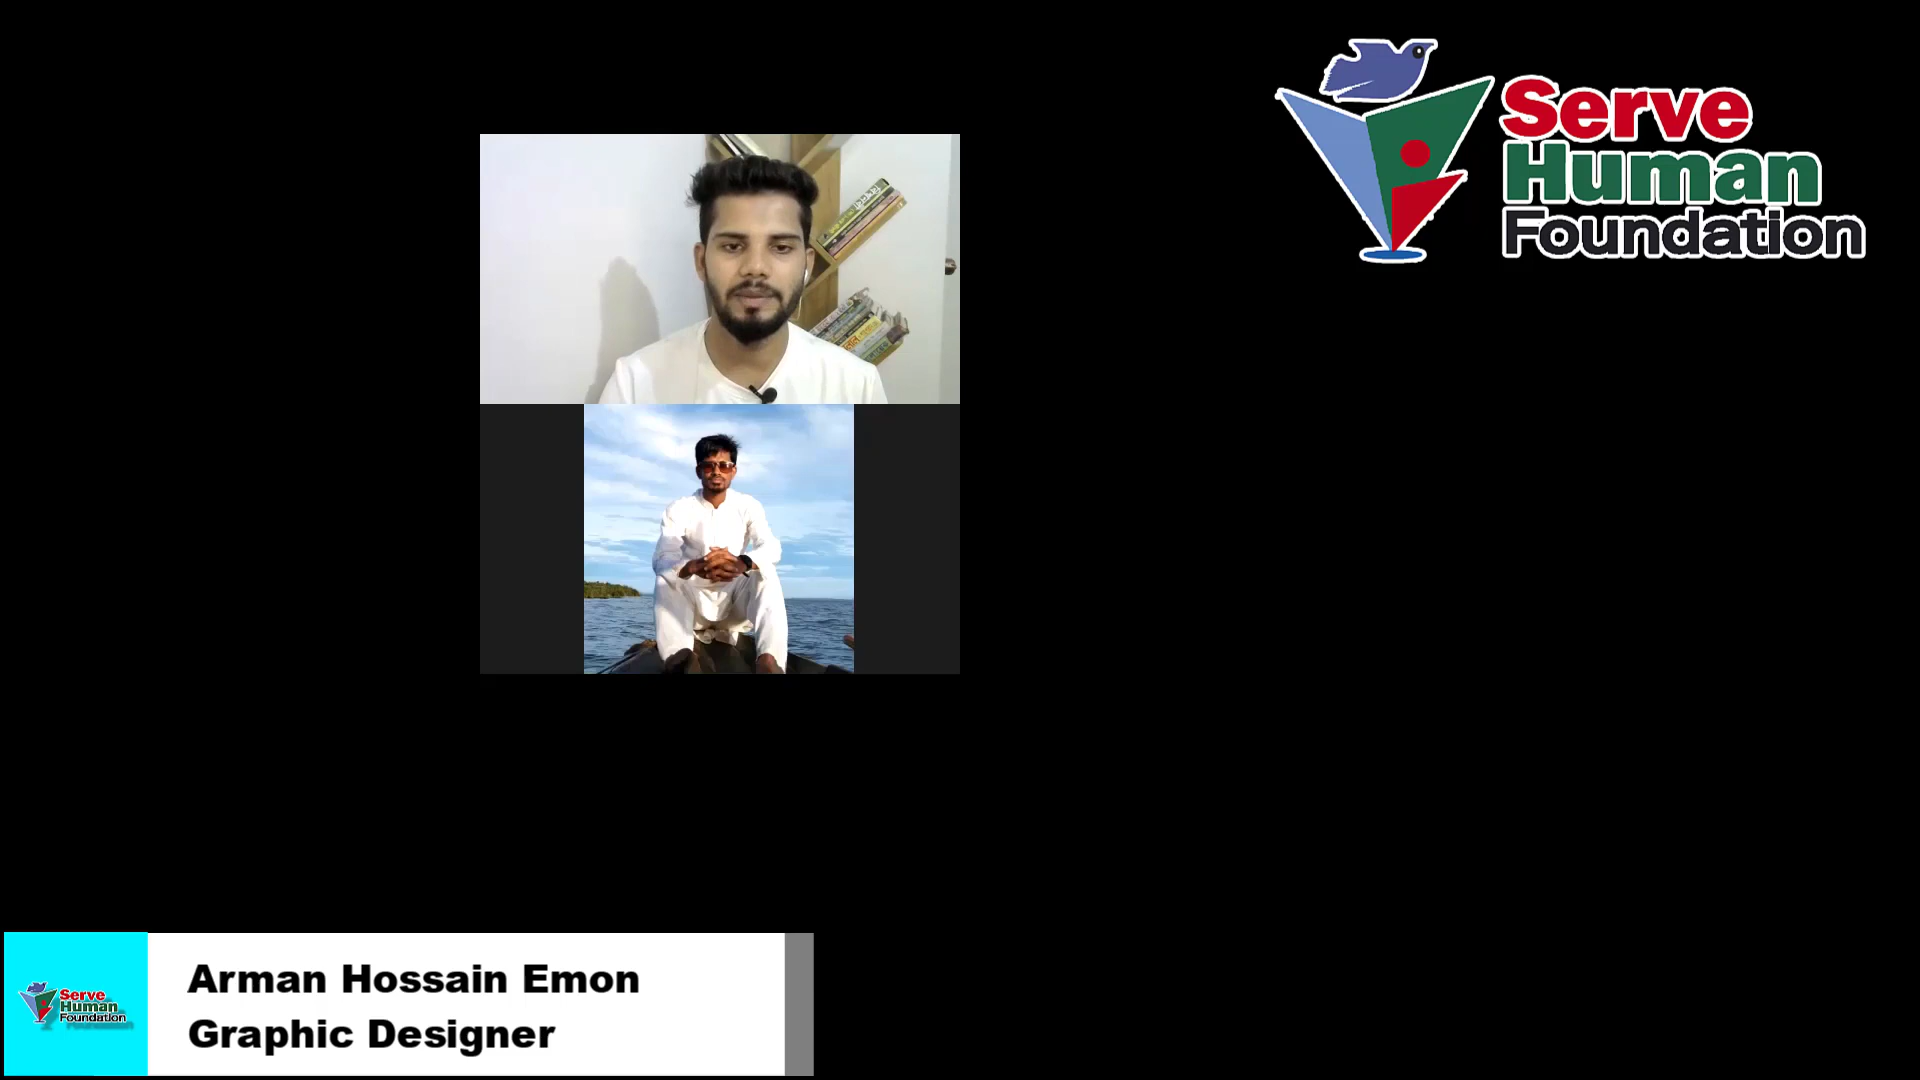 Serve
Human
Foundation
Arman Hossain Emon
Graphic Designer
Serve
Human
Foundation